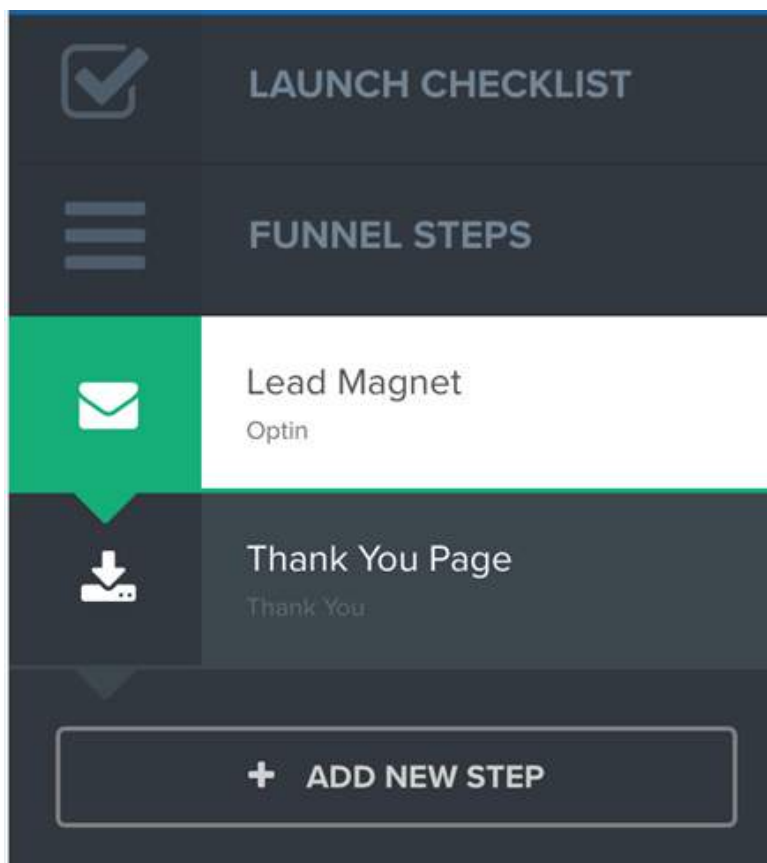 LAUNCH CHECKLIST
FUNNEL STEPS
Lead Magnet
Optin
Thank You Page
Thank You
+ ADD NEW STEP